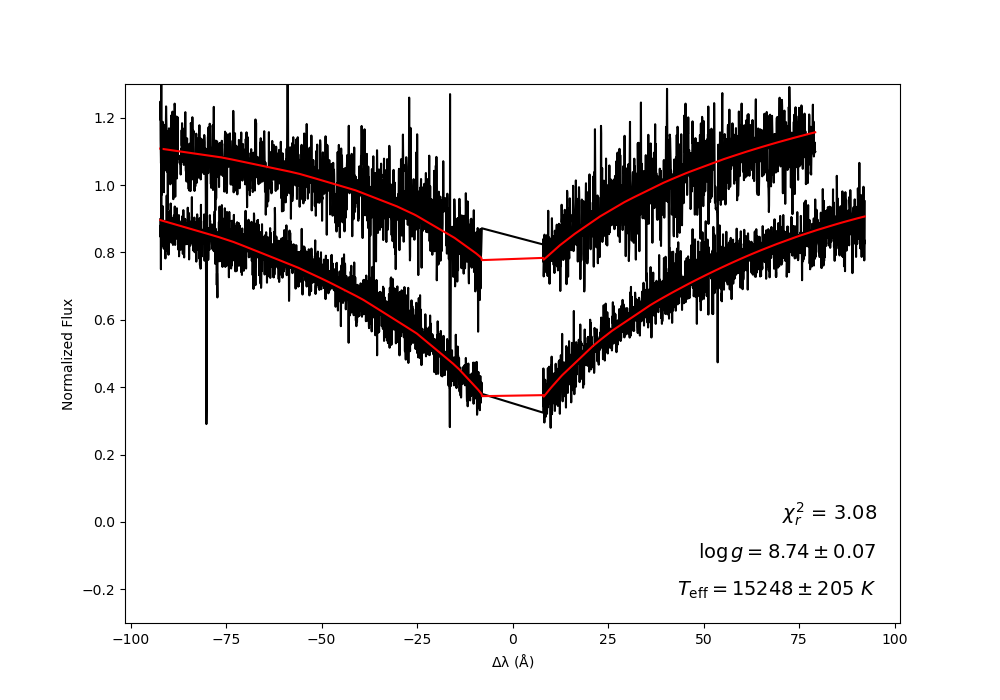 1.2
1.0
0.8
0.6
0.4
0.2
0.0
−0.2
Normalized Flux
χ²ᵣ = 3.08
log g = 8.74 ± 0.07
T_eff = 15248 ± 205 K
−100 −75 −50 −25 0 25 50 75 100
Δλ (Å)